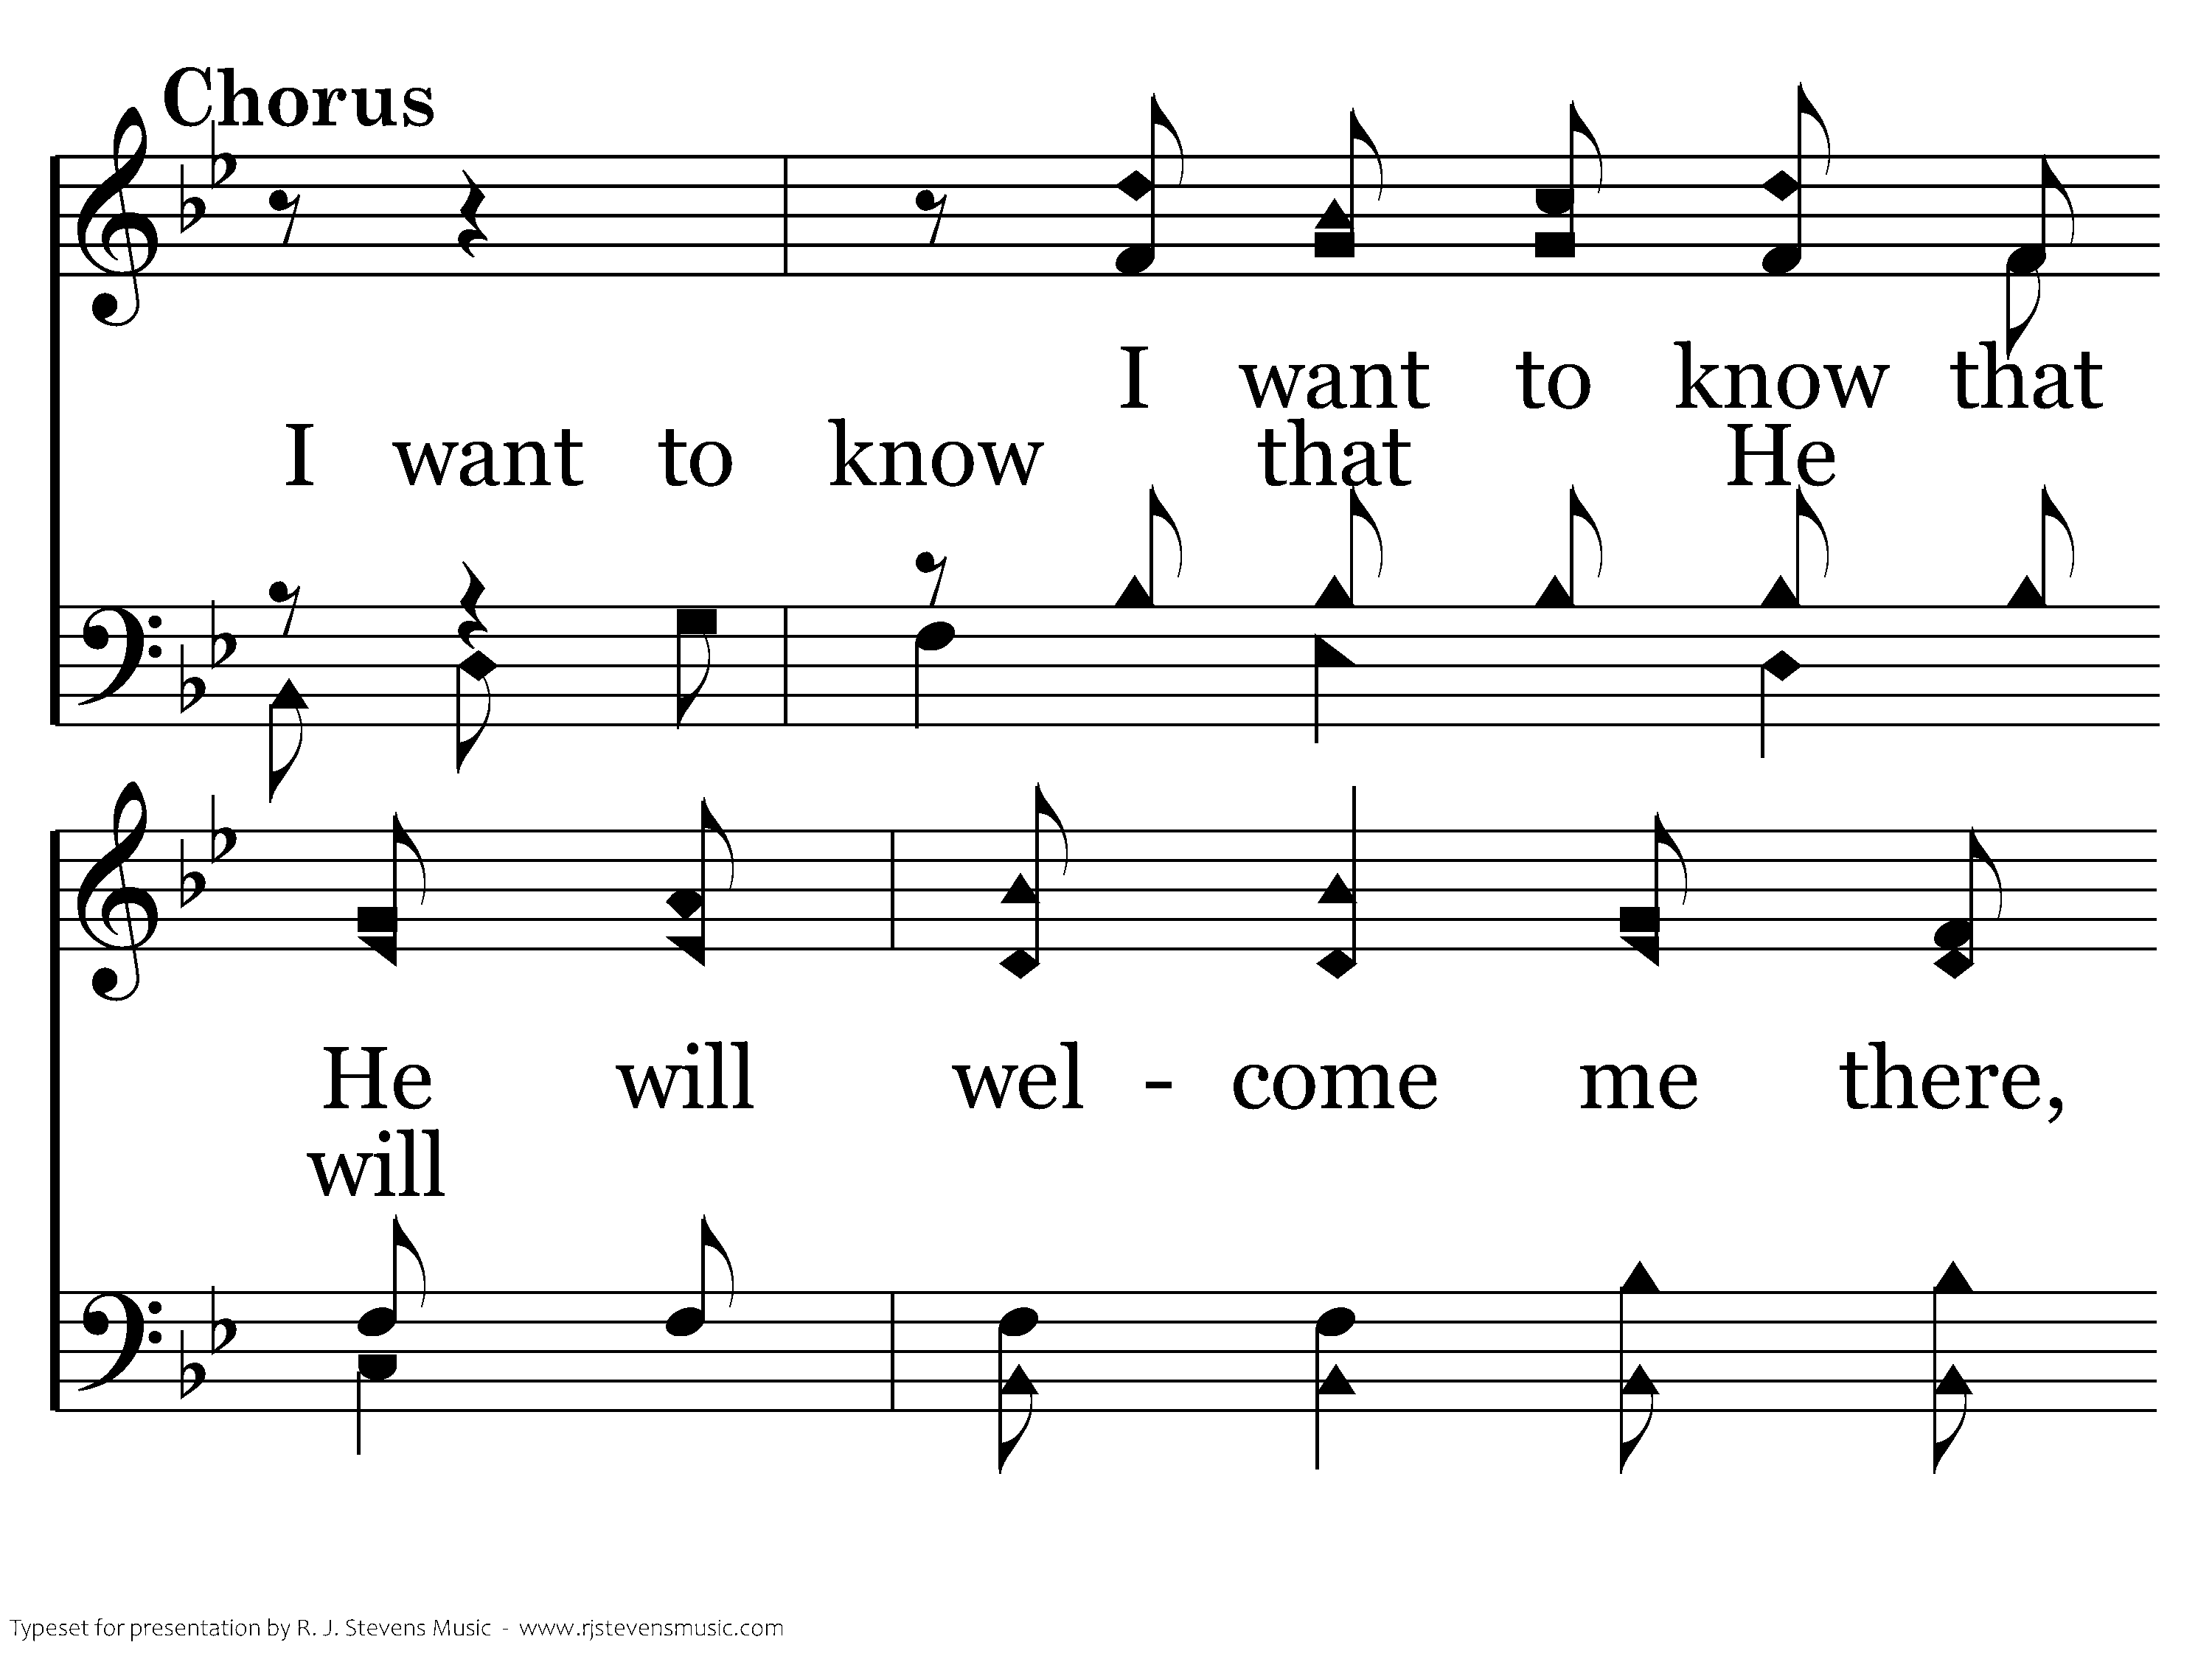 Chorus
I want to know that
I want to know that He
He will wel - come me there,
will
Typeset for presentation by R. J. Stevens Music - www.rjstevensmusic.com